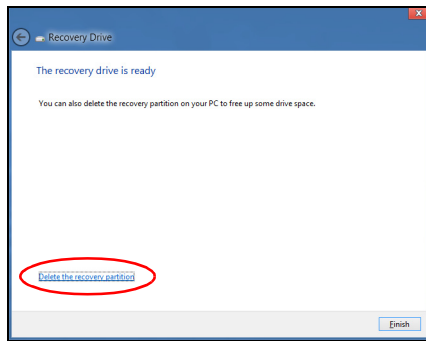 Recovery Drive
The recovery drive is ready
You can also delete the recovery partition on your PC to free up some drive space.
Delete the recovery partition
Finish